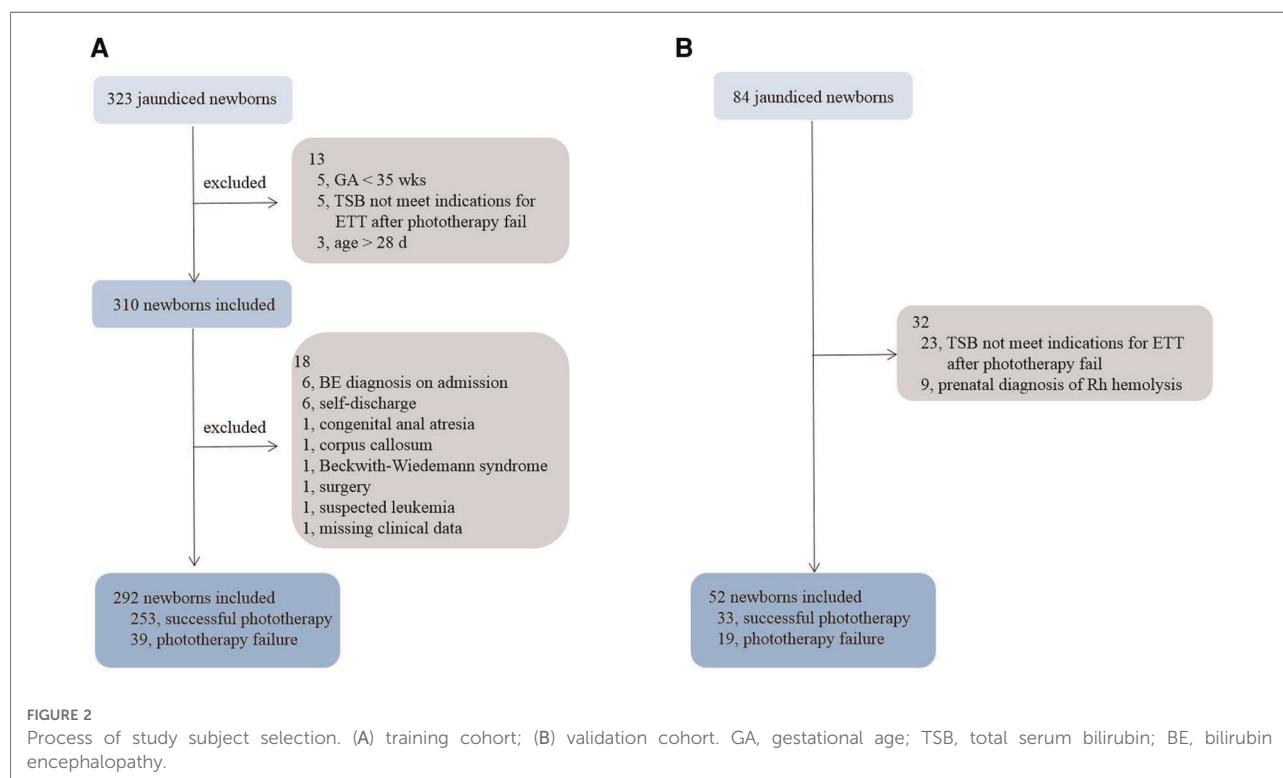 A
323 jaundiced newborns
excluded
13
5, GA < 35 wks
5, TSB not meet indications for
ETT after phototherapy fail
3, age > 28 d
310 newborns included
excluded
18
6, BE diagnosis on admission
6, self-discharge
1, congenital anal atresia
1, corpus callosum
1, Beckwith-Wiedemann syndrome
1, surgery
1, suspected leukemia
1, missing clinical data
292 newborns included
253, successful phototherapy
39, phototherapy failure
B
84 jaundiced newborns
32
23, TSB not meet indications for ETT
after phototherapy fail
9, prenatal diagnosis of Rh hemolysis
52 newborns included
33, successful phototherapy
19, phototherapy failure
FIGURE 2
Process of study subject selection. (A) training cohort; (B) validation cohort. GA, gestational age; TSB, total serum bilirubin; BE, bilirubin
encephalopathy.